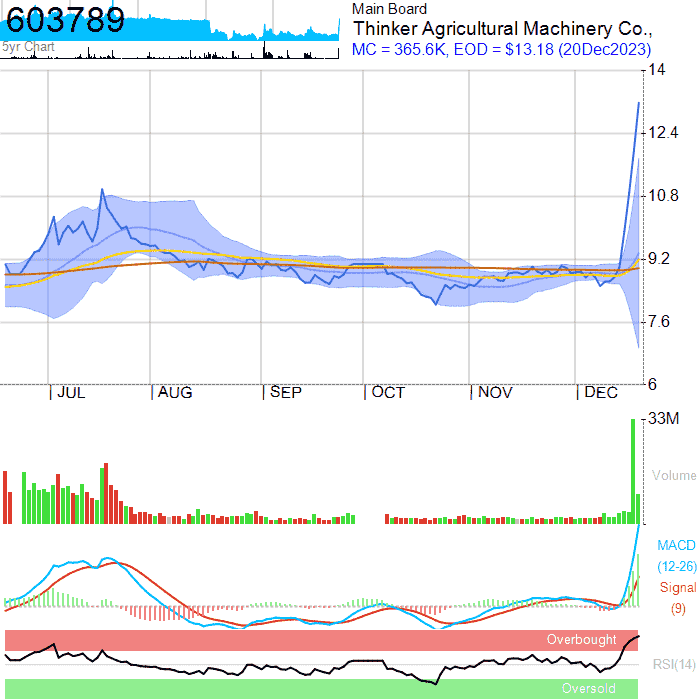 603789
5yr Chart
Main Board
Thinker Agricultural Machinery Co.,
MC = 365.6K, EOD = $13.18 (20Dec2023)
14
12.4
10.8
9.2
7.6
6
JUL AUG SEP OCT NOV DEC
33M
Volume
MACD
(12-26)
Signal
(9)
Overbought
RSI(14)
Oversold